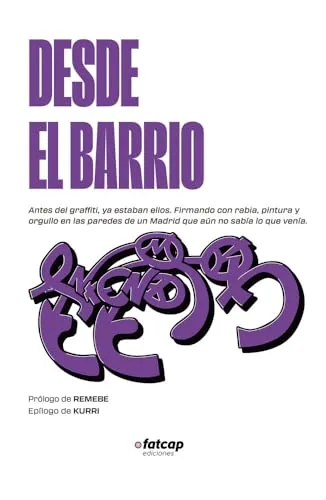 DESDE
EL BARRIO
Antes del graffiti, ya estaban ellos. Firmando con rabia, pintura y
orgullo en las paredes de un Madrid que aún no sabía lo que venía.
Prólogo de REMEBE
Epílogo de KURRI
fatcap
ediciones